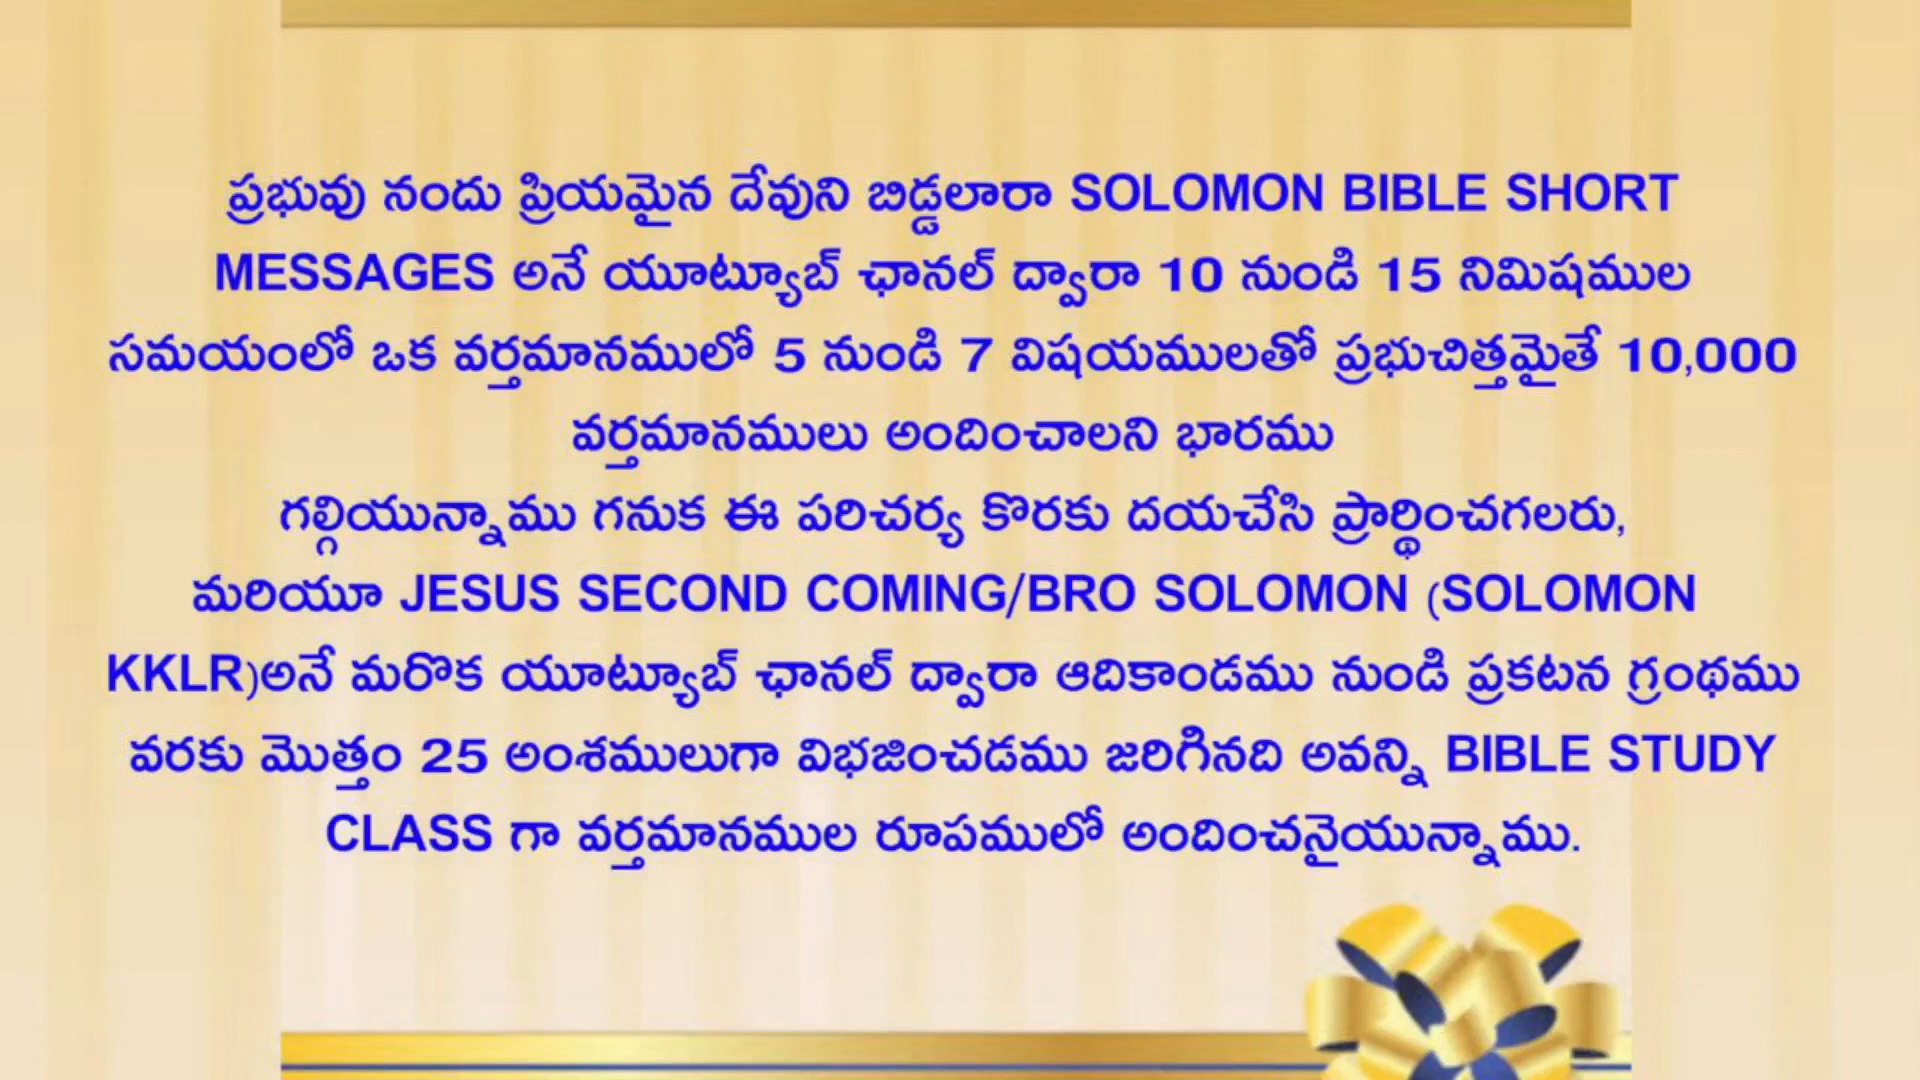 ప్రభువు నందు ప్రియమైన దేవుని బిడ్డలారా SOLOMON BIBLE SHORT
MESSAGES అనే యూట్యూబ్ ఛానల్ ద్వారా 10 నుండి 15 నిమిషముల
సమయంలో ఒక వర్తమానములో 5 నుండి 7 విషయములతో ప్రభుచిత్తమైతే 10,000
వర్తమానములు అందించాలని భారము
గల్గియున్నాము గనుక ఈ పరిచర్య కొరకు దయచేసి ప్రార్థించగలరు,
మరియూ JESUS SECOND COMING/BRO SOLOMON (SOLOMON
KKLR)అనే మరొక యూట్యూబ్ ఛానల్ ద్వారా ఆదికాండము నుండి ప్రకటన గ్రంథము
వరకు మొత్తం 25 అంశములుగా విభజించడము జరిగినది అవన్ని BIBLE STUDY
CLASS గా వర్తమానముల రూపములో అందించనైయున్నాము.